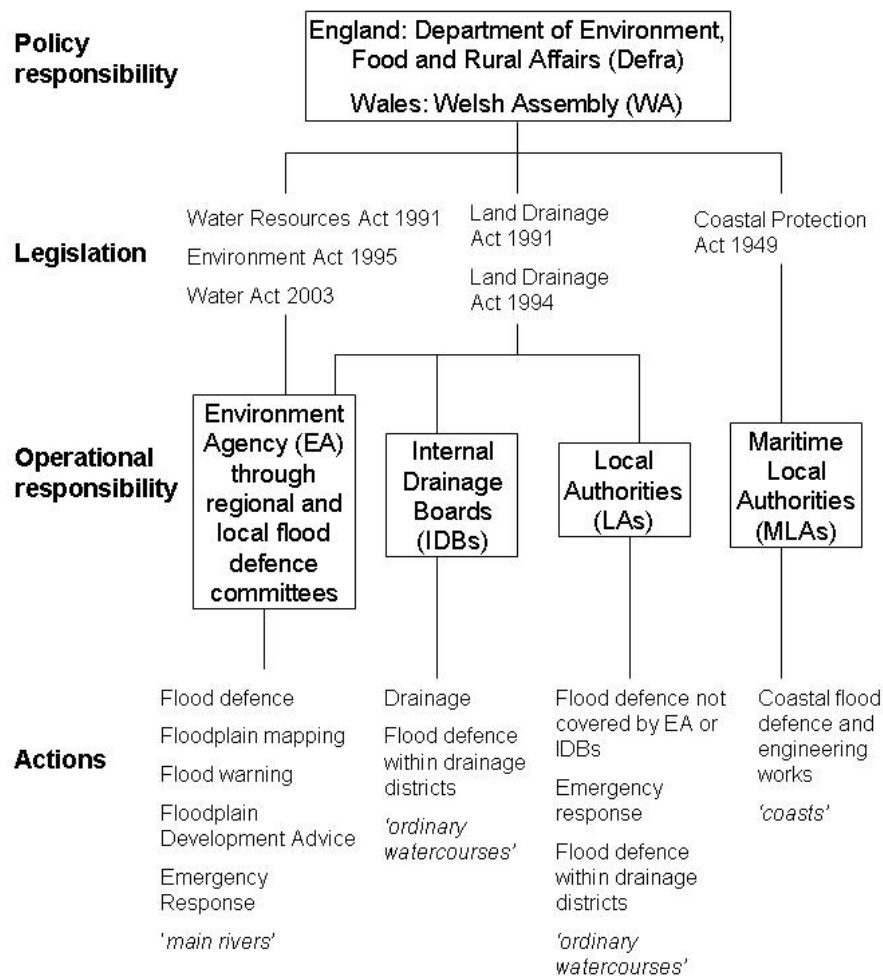 Policy
responsibility
England: Department of Environment,
Food and Rural Affairs (Defra)
Wales: Welsh Assembly (WA)
Legislation
Water Resources Act 1991
Environment Act 1995
Water Act 2003
Land Drainage
Act 1991
Land Drainage
Act 1994
Coastal Protection
Act 1949
Operational
responsibility
Environment
Agency (EA)
through
regional and
local flood
defence
committees
Internal
Drainage
Boards
(IDBs)
Local
Authorities
(LAs)
Maritime
Local
Authorities
(MLAs)
Actions
Flood defence
Floodplain mapping
Flood warning
Floodplain
Development Advice
Emergency
Response
'main rivers'
Drainage
Flood defence
within drainage
districts
'ordinary
watercourses'
Flood defence not
covered by EA or
IDBs
Emergency
response
Flood defence
within drainage
districts
'ordinary
watercourses'
Coastal flood
defence and
engineering
works
'coasts'